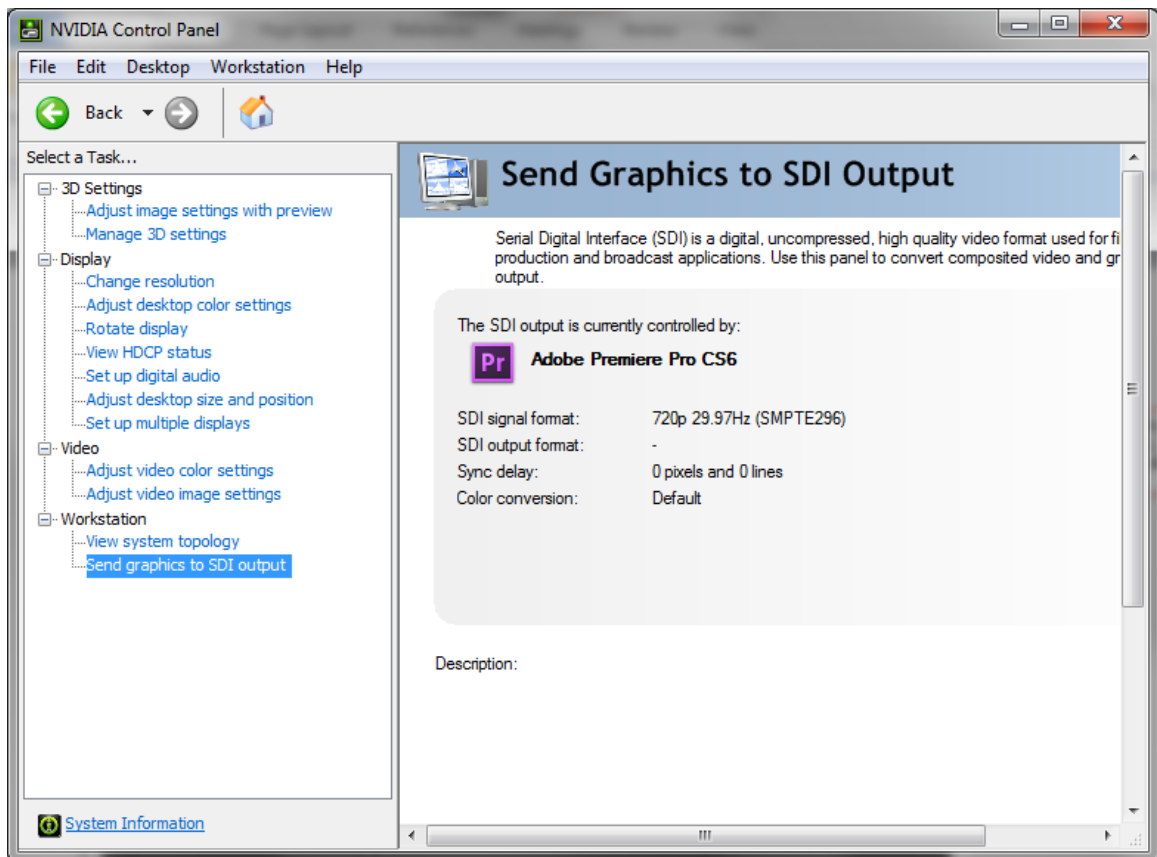 NVIDIA Control Panel
File Edit Desktop Workstation Help
Back
Select a Task...
3D Settings
Adjust image settings with preview
Manage 3D settings
Display
Change resolution
Adjust desktop color settings
Rotate display
View HDCP status
Set up digital audio
Adjust desktop size and position
Set up multiple displays
Video
Adjust video color settings
Adjust video image settings
Workstation
View system topology
Send graphics to SDI output
System Information
Send Graphics to SDI Output
Serial Digital Interface (SDI) is a digital, uncompressed, high quality video format used for fi
production and broadcast applications. Use this panel to convert composited video and gr
output.
The SDI output is currently controlled by:
Pr Adobe Premiere Pro CS6
SDI signal format: 720p 29.97Hz (SMPTE296)
SDI output format: -
Sync delay: 0 pixels and 0 lines
Color conversion: Default
Description: